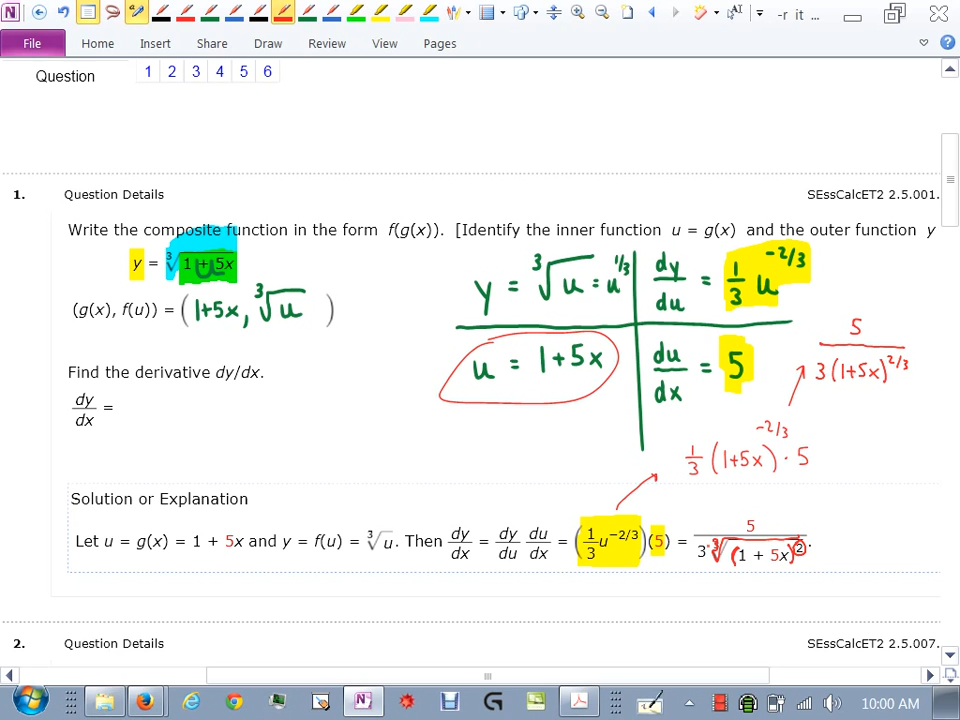 -r it ...
File Home Insert Share Draw Review View Pages
Question 1 2 3 4 5 6
1. Question Details SEssCalcET2 2.5.001.
Write the composite function in the form f(g(x)). [Identify the inner function u = g(x) and the outer function y
y = ∛(1 + 5x)
u
(g(x), f(u)) = ( 1+5x, ∛u )
y = ∛u = u^1/3
dy/du = 1/3 u^-2/3
u = 1+5x
du/dx = 5
5/(3(1+5x)^2/3)
Find the derivative dy/dx.
dy/dx =
1/3 (1+5x)^-2/3 · 5
Solution or Explanation
Let u = g(x) = 1 + 5x and y = f(u) = ∛u. Then dy/dx = dy/du du/dx = (1/3 u^−2/3)(5) = 5/(3 ∛(1 + 5x)^2).
2. Question Details SEssCalcET2 2.5.007.
10:00 AM